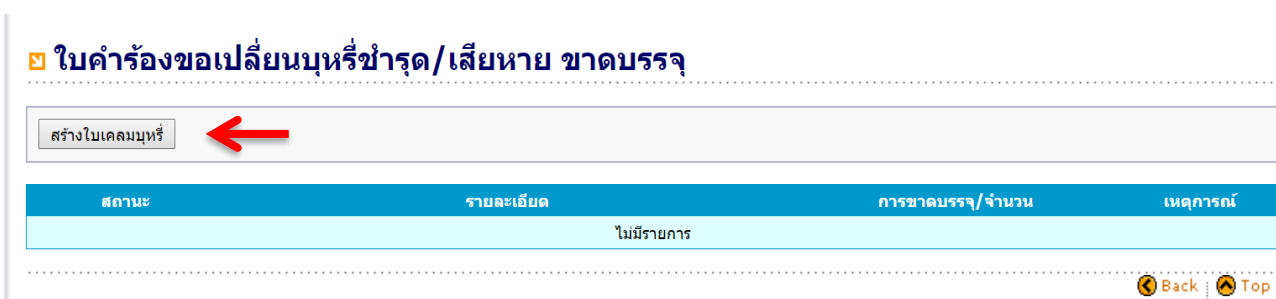 ใบคำร้องขอเปลี่ยนบุหรี่ชำรุด/เสียหาย ขาดบรรจุ
สร้างใบเคลมบุหรี่
สถานะ รายละเอียด การขาดบรรจุ/จำนวน เหตุการณ์
ไม่มีรายการ
Back Top